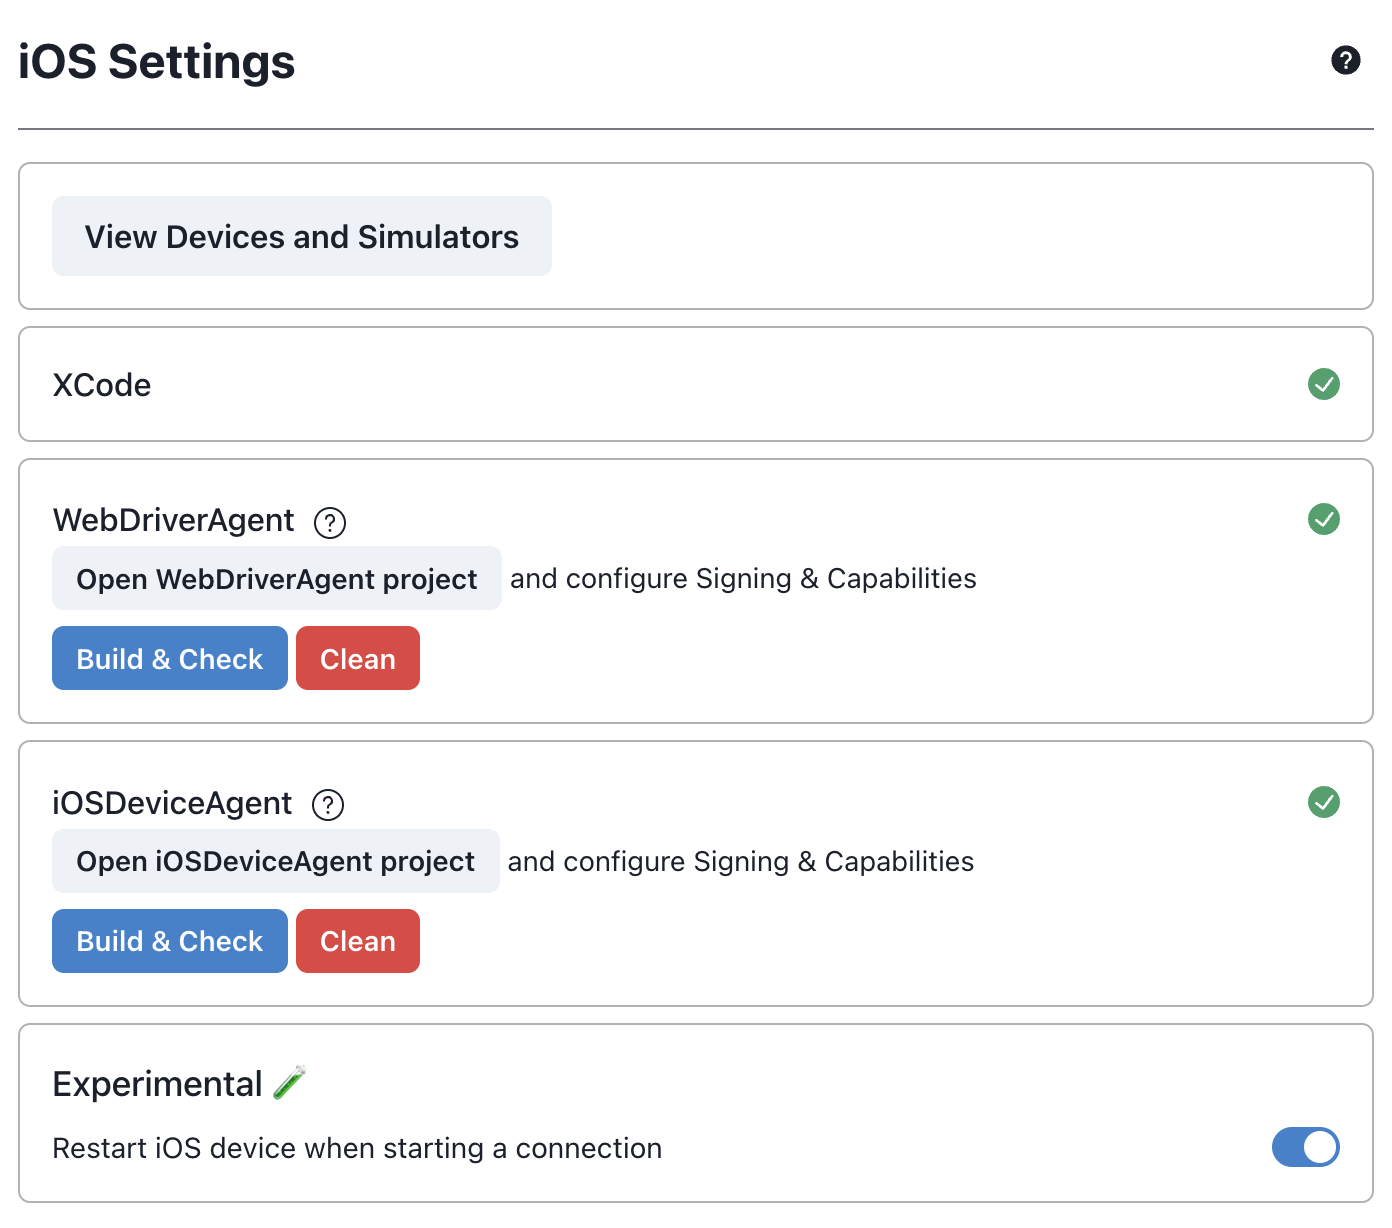 iOS Settings
View Devices and Simulators
XCode
WebDriverAgent
Open WebDriverAgent project and configure Signing & Capabilities
Build & Check Clean
iOSDeviceAgent
Open iOSDeviceAgent project and configure Signing & Capabilities
Build & Check Clean
Experimental
Restart iOS device when starting a connection